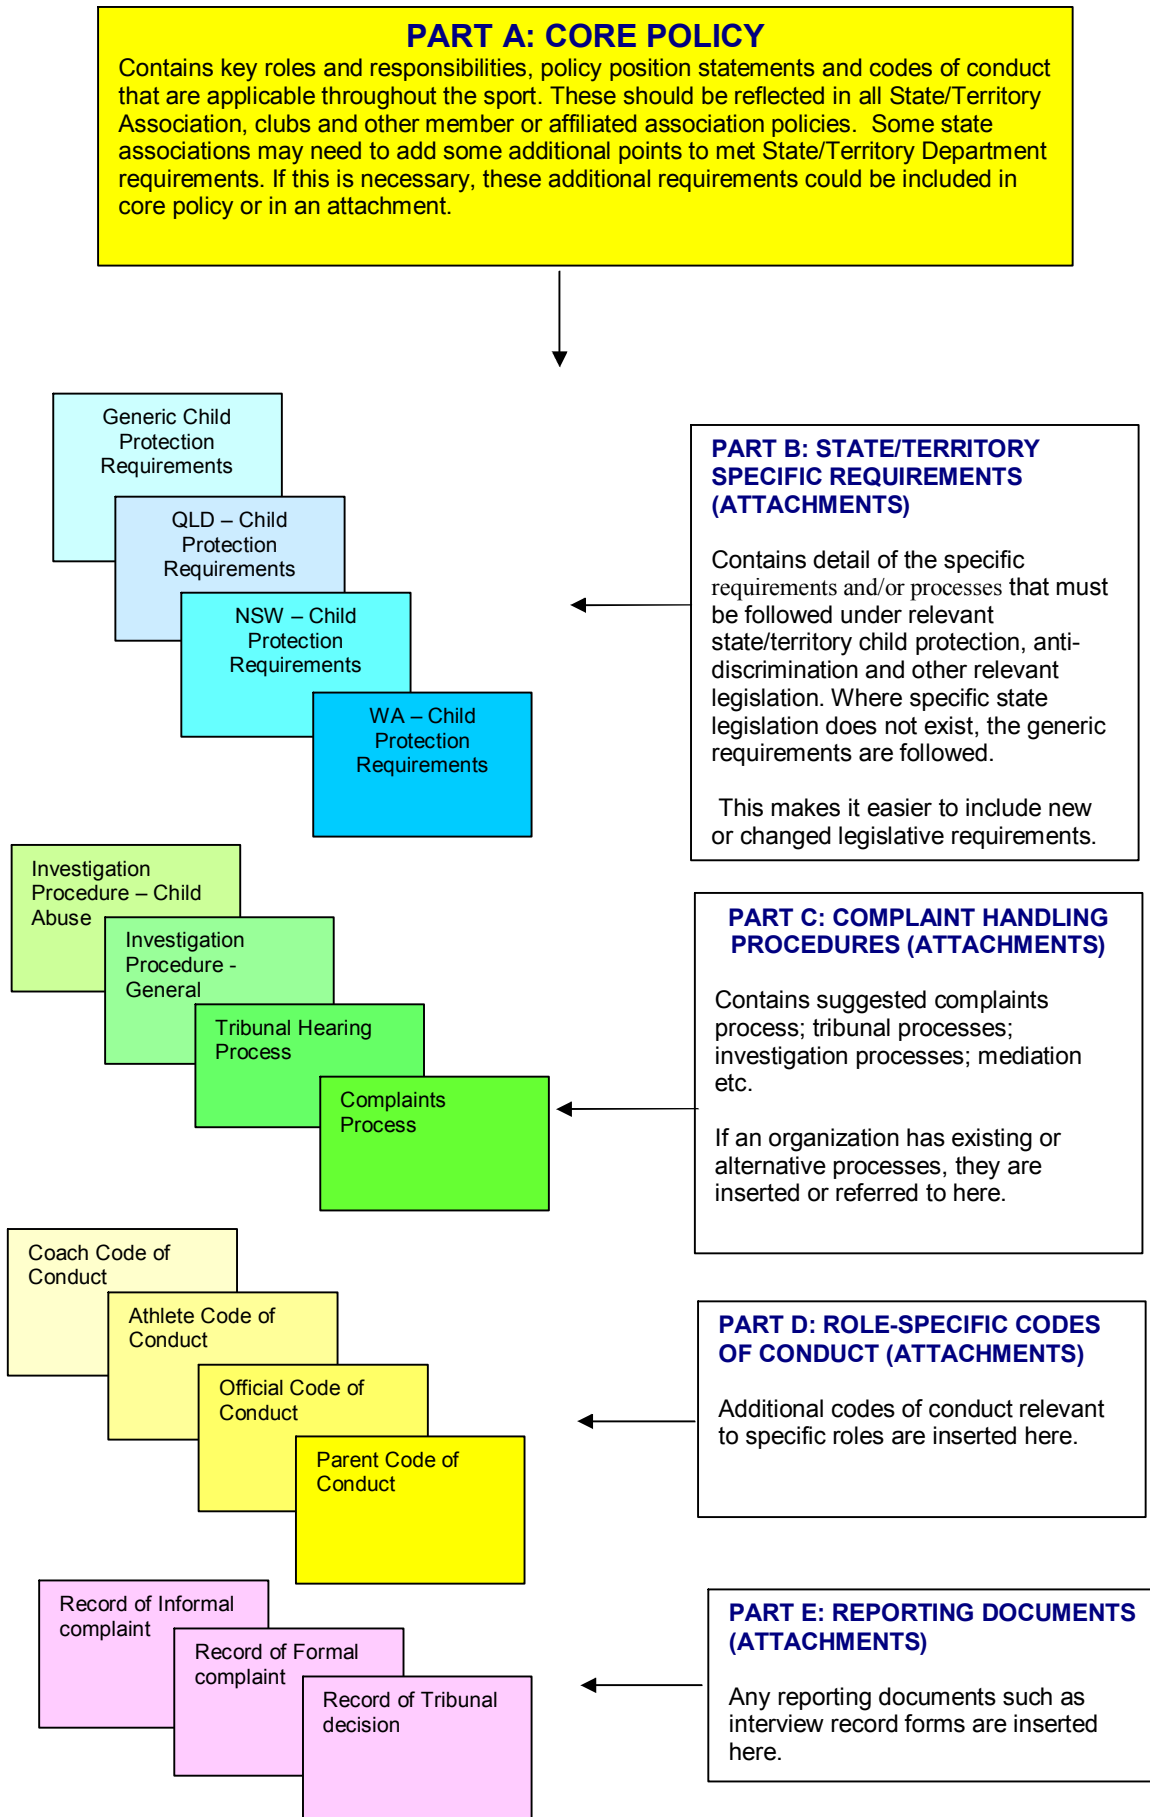 PART A: CORE POLICY
Contains key roles and responsibilities, policy position statements and codes of conduct
that are applicable throughout the sport. These should be reflected in all State/Territory
Association, clubs and other member or affiliated association policies.  Some state
associations may need to add some additional points to met State/Territory Department
requirements. If this is necessary, these additional requirements could be included in
core policy or in an attachment.
Generic Child
Protection
Requirements
QLD – Child
Protection
Requirements
NSW – Child
Protection
Requirements
WA – Child
Protection
Requirements
PART B: STATE/TERRITORY
SPECIFIC REQUIREMENTS
(ATTACHMENTS)
Contains detail of the specific
requirements and/or processes that must
be followed under relevant
state/territory child protection, anti-
discrimination and other relevant
legislation. Where specific state
legislation does not exist, the generic
requirements are followed.
This makes it easier to include new
or changed legislative requirements.
Investigation
Procedure – Child
Abuse
Investigation
Procedure -
General
Tribunal Hearing
Process
Complaints
Process
PART C: COMPLAINT HANDLING
PROCEDURES (ATTACHMENTS)
Contains suggested complaints
process; tribunal processes;
investigation processes; mediation
etc.
If an organization has existing or
alternative processes, they are
inserted or referred to here.
Coach Code of
Conduct
Athlete Code of
Conduct
Official Code of
Conduct
Parent Code of
Conduct
PART D: ROLE-SPECIFIC CODES
OF CONDUCT (ATTACHMENTS)
Additional codes of conduct relevant
to specific roles are inserted here.
Record of Informal
complaint
Record of Formal
complaint
Record of Tribunal
decision
PART E: REPORTING DOCUMENTS
(ATTACHMENTS)
Any reporting documents such as
interview record forms are inserted
here.